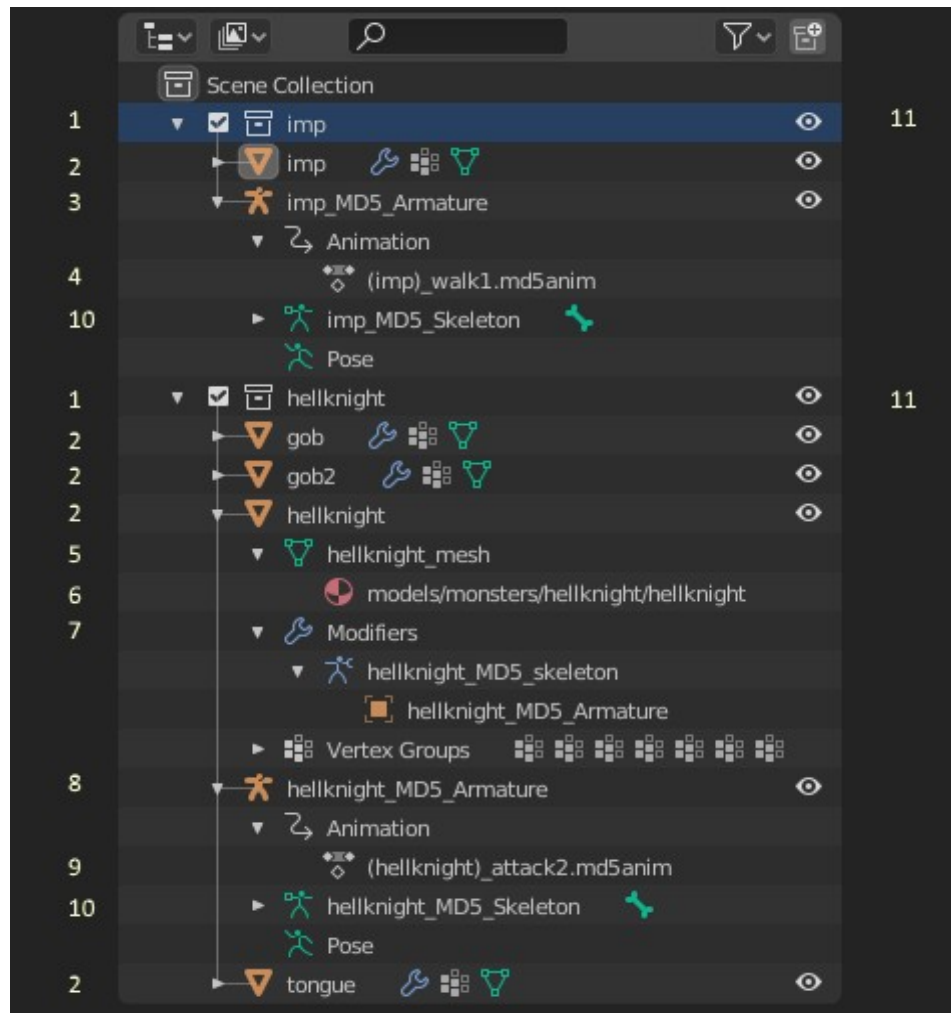 Scene Collection
1 imp 11
2 imp
3 imp_MD5_Armature
Animation
4 (imp)_walk1.md5anim
10 imp_MD5_Skeleton
Pose
1 hellknight 11
2 gob
2 gob2
2 hellknight
5 hellknight_mesh
6 models/monsters/hellknight/hellknight
7 Modifiers
hellknight_MD5_skeleton
hellknight_MD5_Armature
Vertex Groups
8 hellknight_MD5_Armature
Animation
9 (hellknight)_attack2.md5anim
10 hellknight_MD5_Skeleton
Pose
2 tongue